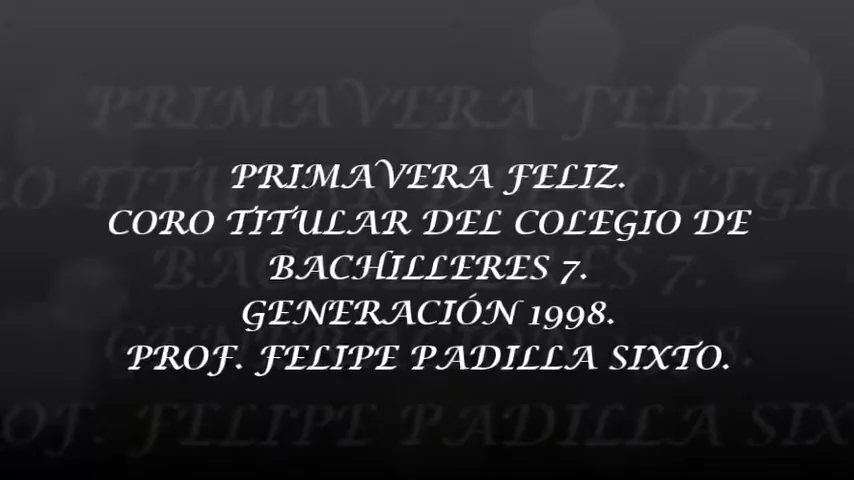 PRIMAVERA FELIZ.
CORO TITULAR DEL COLEGIO DE
BACHILLERES 7.
GENERACIÓN 1998.
PROF. FELIPE PADILLA SIXTO.